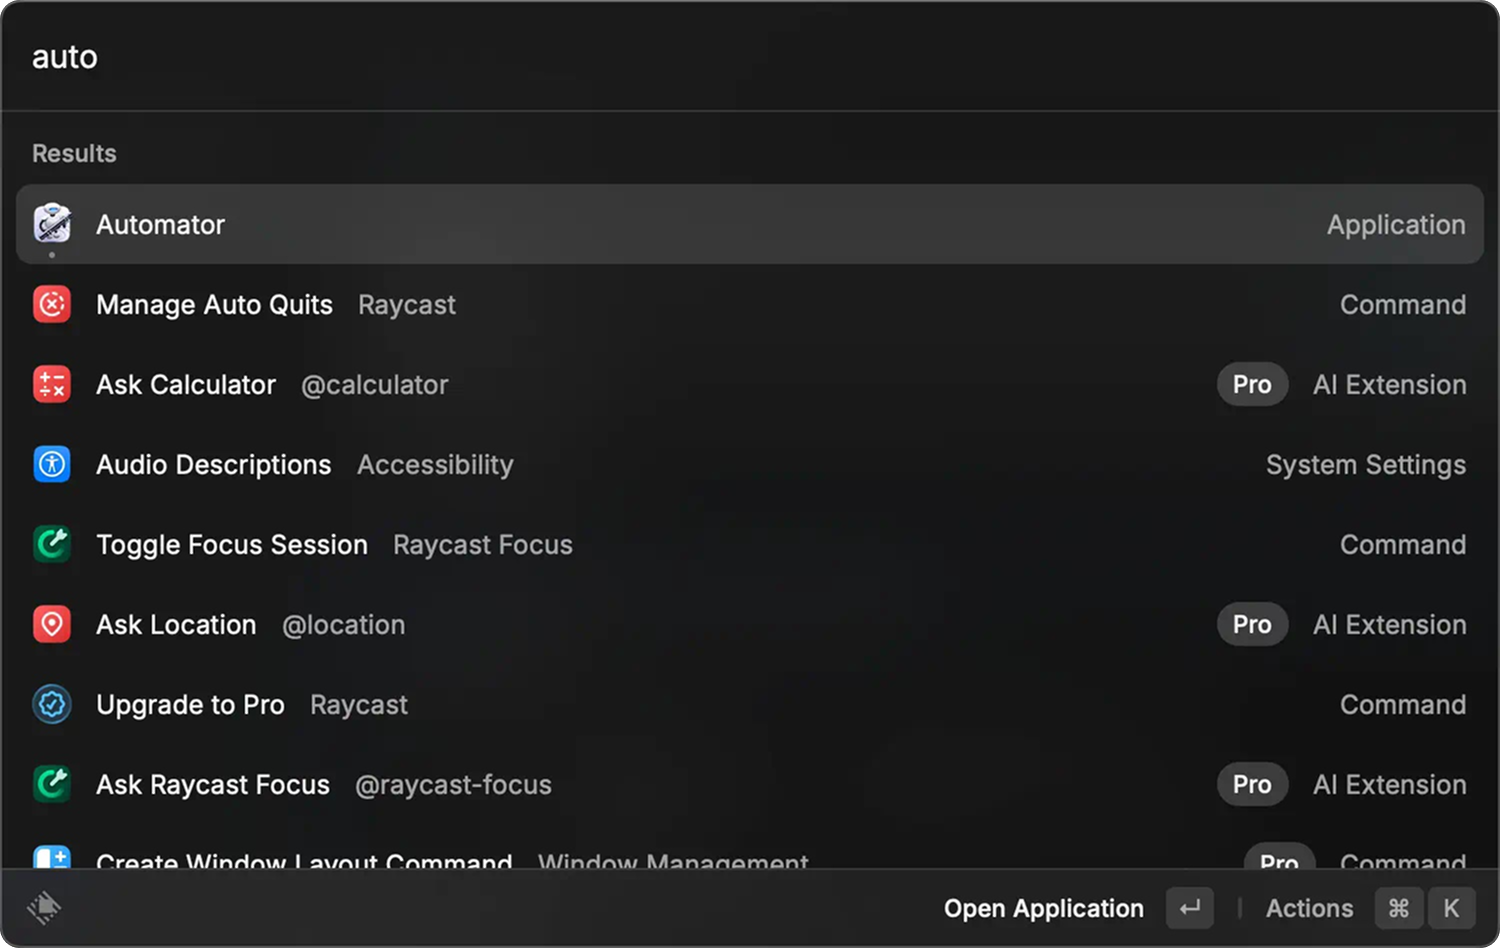 auto
Results
Automator Application
Manage Auto Quits Raycast Command
Ask Calculator @calculator Pro AI Extension
Audio Descriptions Accessibility System Settings
Toggle Focus Session Raycast Focus Command
Ask Location @location Pro AI Extension
Upgrade to Pro Raycast Command
Ask Raycast Focus @raycast-focus Pro AI Extension
Create Window Layout Command Window Management Pro Command
Open Application ↵ | Actions ⌘ K